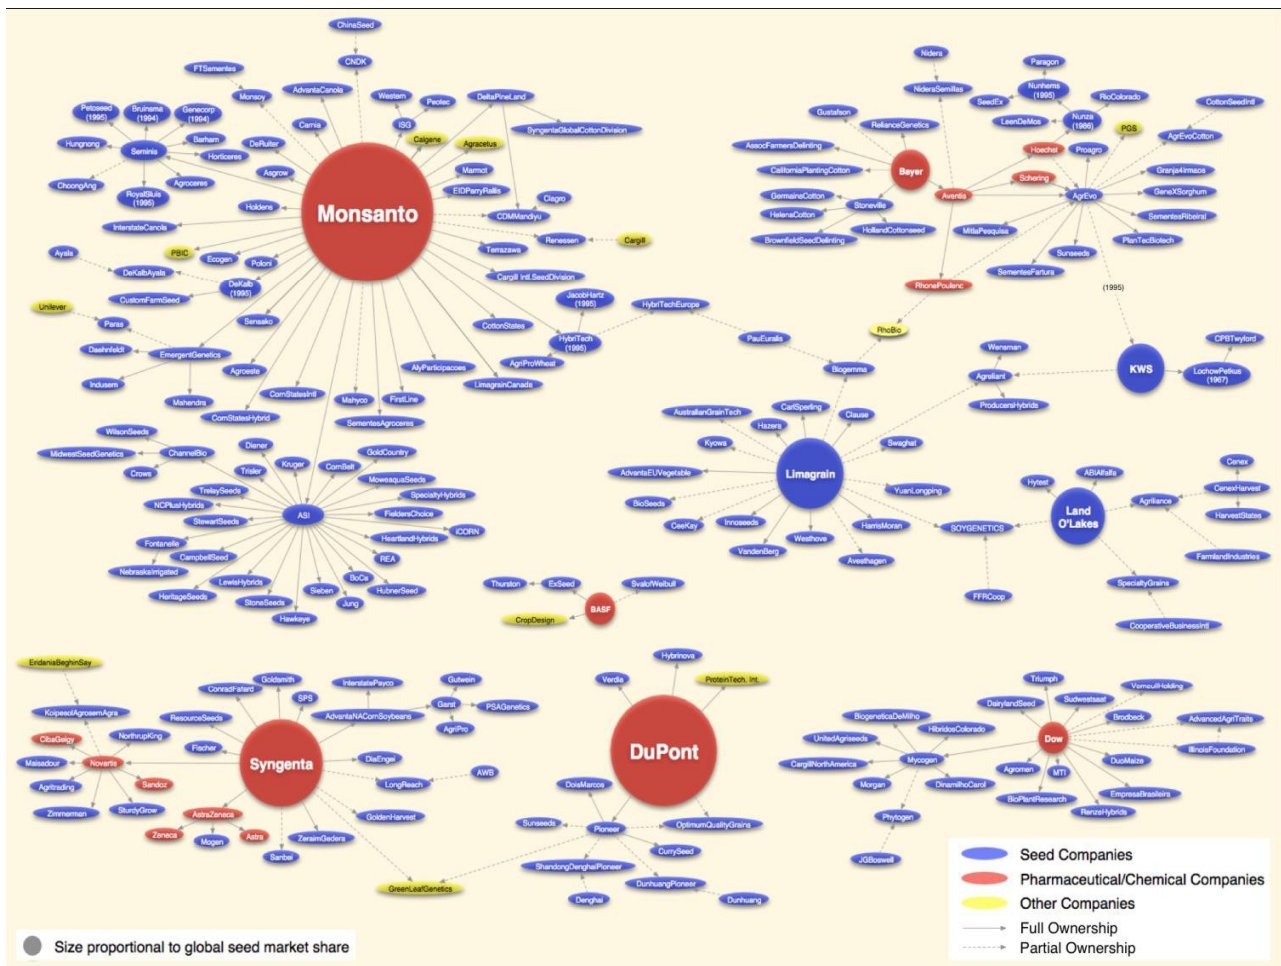 ChinaSeed
CNDK
FTSementes
Monsoy
AdvantaCanola
Western
Peotec
ISG
DeltaPineLand
SyngentaGlobalCottonDivision
Petoseed
(1995)
Bruinsma
(1994)
Genecorp
(1994)
Hungnong
Seminis
Barham
Horticeres
ChoongAng
RoyalSluis
(1995)
Agroceres
DeRuiter
Carnia
Asgrow
Calgene
Agracetus
Marmot
EIDParryRallis
Ciagro
CDMMandiyu
Monsanto
Holdens
InterstateCanola
PBIC
Ecogen
Poloni
Renessen
Cargill
Terrazawa
Cargill Intl.SeedDivision
Ayala
DeKalbAyala
DeKalb
(1995)
CustomFarmSeed
Unilever
Paras
Daehnfeldt
EmergentGenetics
Indusem
Mahendra
Sensako
Agroeste
CornStatesHybrid
CornStatesIntl
Mahyco
FirstLine
SementesAgroceres
AlyParticipacoes
LimagrainCanada
CottonStates
JacobHartz
(1995)
HybriTech
(1995)
AgriProWheat
HybriTechEurope
PauEuralis
WilsonSeeds
MidwestSeedGenetics
ChannelBio
Crows
Diener
Trisler
Kruger
CornBelt
GoldCountry
MoweaquaSeeds
SpecialtyHybrids
FieldersChoice
iCORN
HeartlandHybrids
REA
HubnerSeed
BoCa
Jung
Sieben
Hawkeye
StoneSeeds
LewisHybrids
HeritageSeeds
CampbellSeed
NebraskaIrrigated
Fontanelle
StewartSeeds
NCPlusHybrids
TrelaySeeds
ASI
Nidera
NideraSemillas
Paragon
Nunhems
(1995)
SeedEx
LeenDeMos
Nunza
(1986)
RioColorado
CottonSeedIntl
Gustafson
RelianceGenetics
AssocFarmersDelinting
CaliforniaPlantingCotton
Bayer
GermainsCotton
HelenaCotton
Stoneville
BrownfieldSeedDelinting
HollandCottonseed
Aventis
Hoechst
Schering
Proagro
PGS
AgrEvoCotton
AgrEvo
Granja4irmaos
GeneXSorghum
SementesRibeiral
PlanTecBiotech
MitlaPesquisa
Sunseeds
SementesFartura
RhonePoulenc
(1995)
RhoBio
Biogemma
Wensman
Agreliant
ProducersHybrids
KWS
CPBTwyford
LochowPetkus
(1967)
AustralianGrainTech
CarlSperling
Hazera
Clause
Kyowa
Swaghat
AdvantaEUVegetable
Limagrain
YuanLongping
BioSeeds
CeeKay
Innoseeds
VandenBerg
Westhove
HarrisMoran
Avesthagen
SOYGENETICS
FFRCoop
Hytest
ABIAlfalfa
Land
O'Lakes
Agriliance
Cenex
CenexHarvest
HarvestStates
FarmlandIndustries
SpecialtyGrains
CooperativeBusinessIntl
Thurston
ExSeed
SvalofWeibull
CropDesign
BASF
EridaniaBeghinSay
KoipesolAgrosemAgra
CibaGeigy
NorthrupKing
Maisadour
Novartis
Agritrading
Sandoz
Zimmerman
SturdyGrow
ConradFafard
Goldsmith
SPS
ResourceSeeds
Fischer
Syngenta
InterstatePayco
AdvantaNACornSoybeans
Gutwein
Garst
PSAGenetics
AgriPro
DiaEngei
LongReach
AWB
GoldenHarvest
ZeraimGedera
Sanbei
AstraZeneca
Zeneca
Mogen
Astra
GreenLeafGenetics
Hybrinova
Verdia
ProteinTech. Int.
DuPont
DoisMarcos
Sunseeds
Pioneer
OptimumQualityGrains
CurrySeed
ShandongDenghaiPioneer
Denghai
DunhuangPioneer
Dunhuang
BiogeneticaDeMilho
HibridosColorado
UnitedAgriseeds
CargillNorthAmerica
Mycogen
Morgan
DinamilhoCarol
Phytogen
JGBoswell
Triumph
DairylandSeed
Sudwestsaat
VerneuilHolding
Brodbeck
AdvancedAgriTraits
IllinoisFoundation
Dow
DuoMaize
Agromen
MTI
EmpresaBrasileira
BioPlantResearch
RenzeHybrids
Seed Companies
Pharmaceutical/Chemical Companies
Other Companies
Full Ownership
Partial Ownership
Size proportional to global seed market share